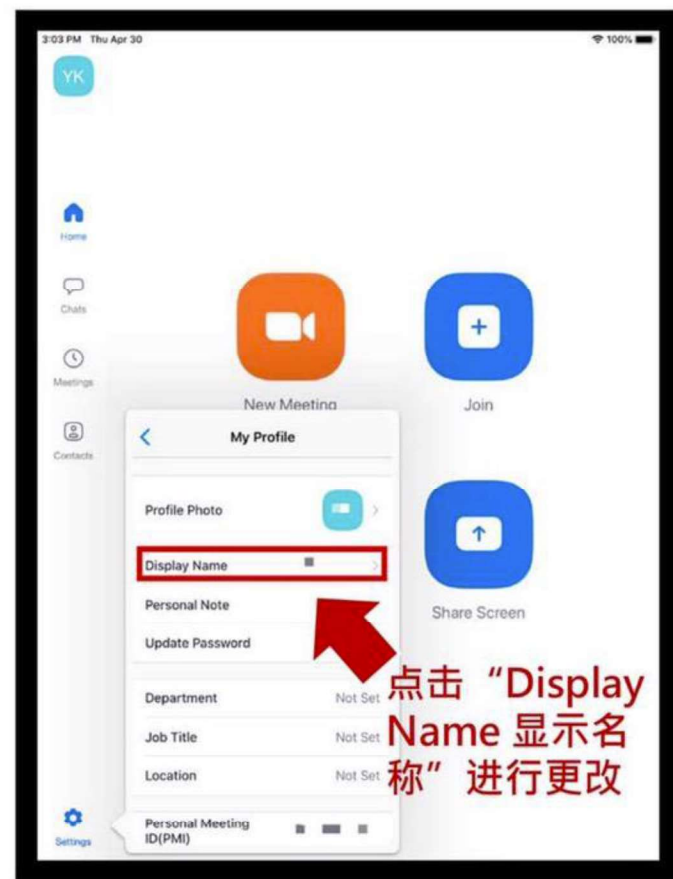 3:03 PM Thu Apr 30
100%
YK
Home
Chats
Meetings
Contacts
New Meeting
Join
My Profile
Profile Photo
Display Name
Personal Note
Share Screen
Update Password
Department Not Set
Job Title Not Set
Location Not Set
Personal Meeting
ID(PMI)
Settings
点击“Display
Name 显示名
称”进行更改